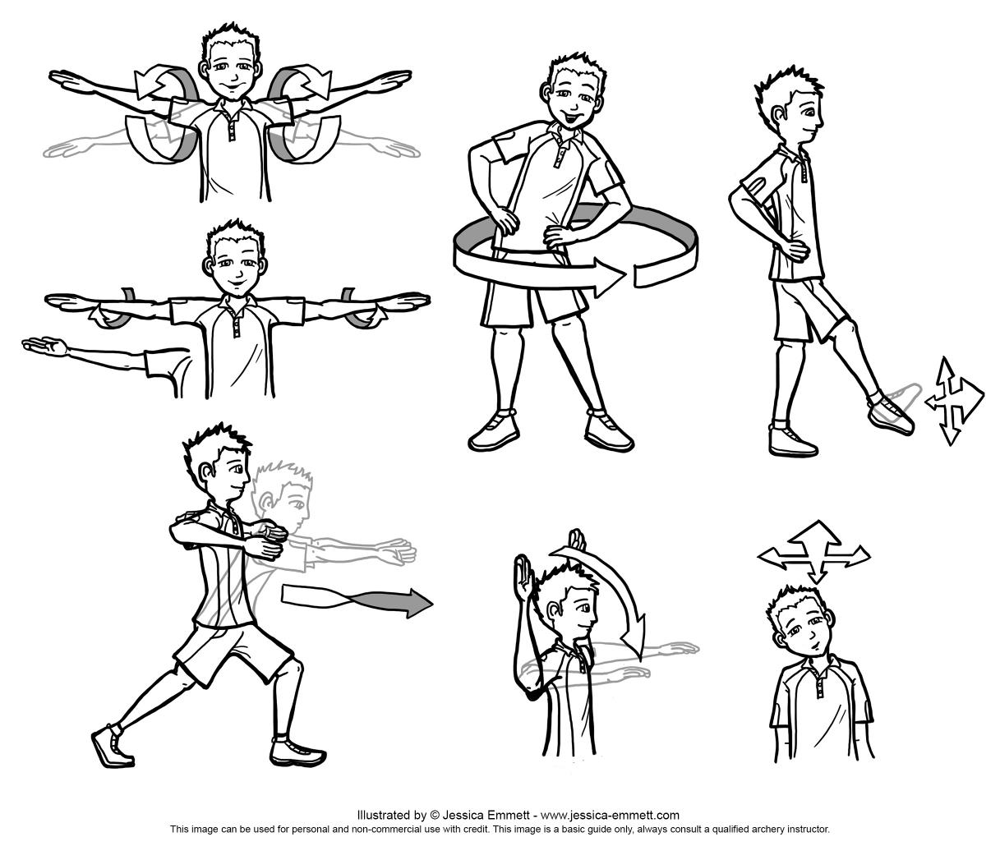 Illustrated by © Jessica Emmett - www.jessica-emmett.com
This image can be used for personal and non-commercial use with credit. This image is a basic guide only, always consult a qualified archery instructor.